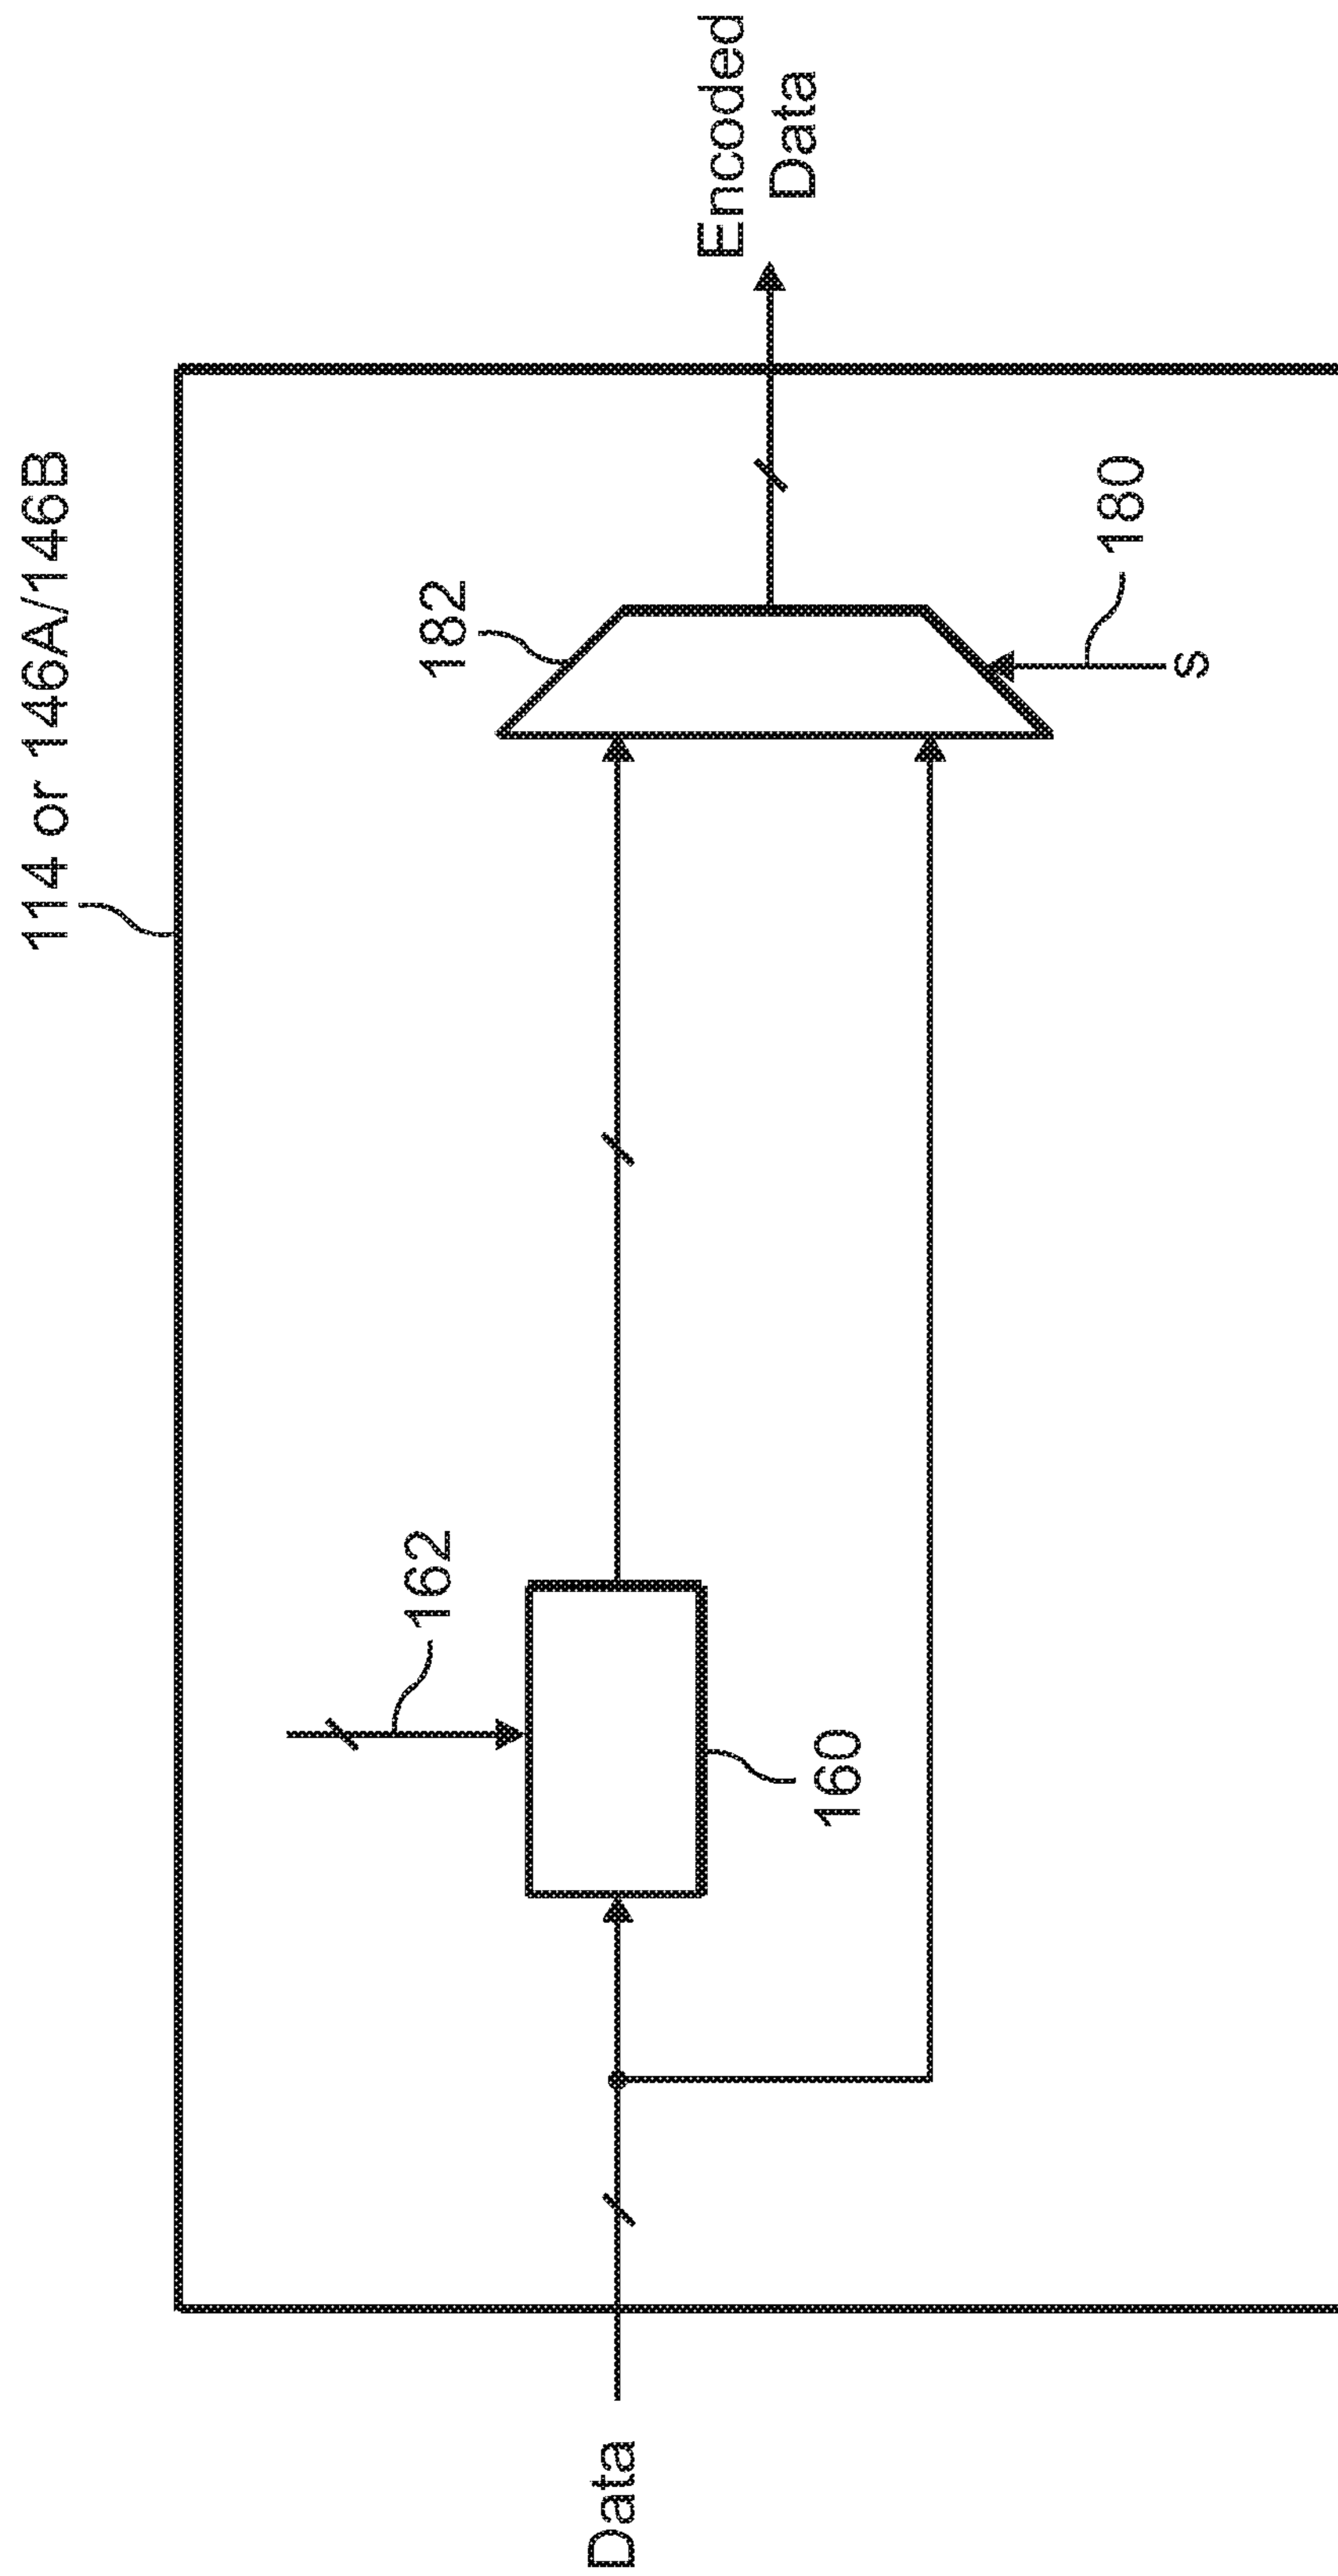 114 or 146A/146B
182
162
Encoded
Data
Data
160
180
S